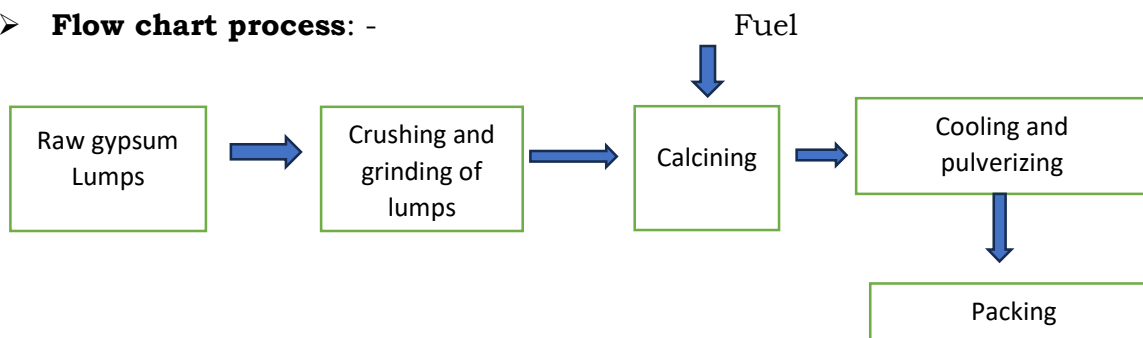 ➢ Flow chart process: -
Fuel
Raw gypsum
Lumps
Crushing and
grinding of
lumps
Calcining
Cooling and
pulverizing
Packing